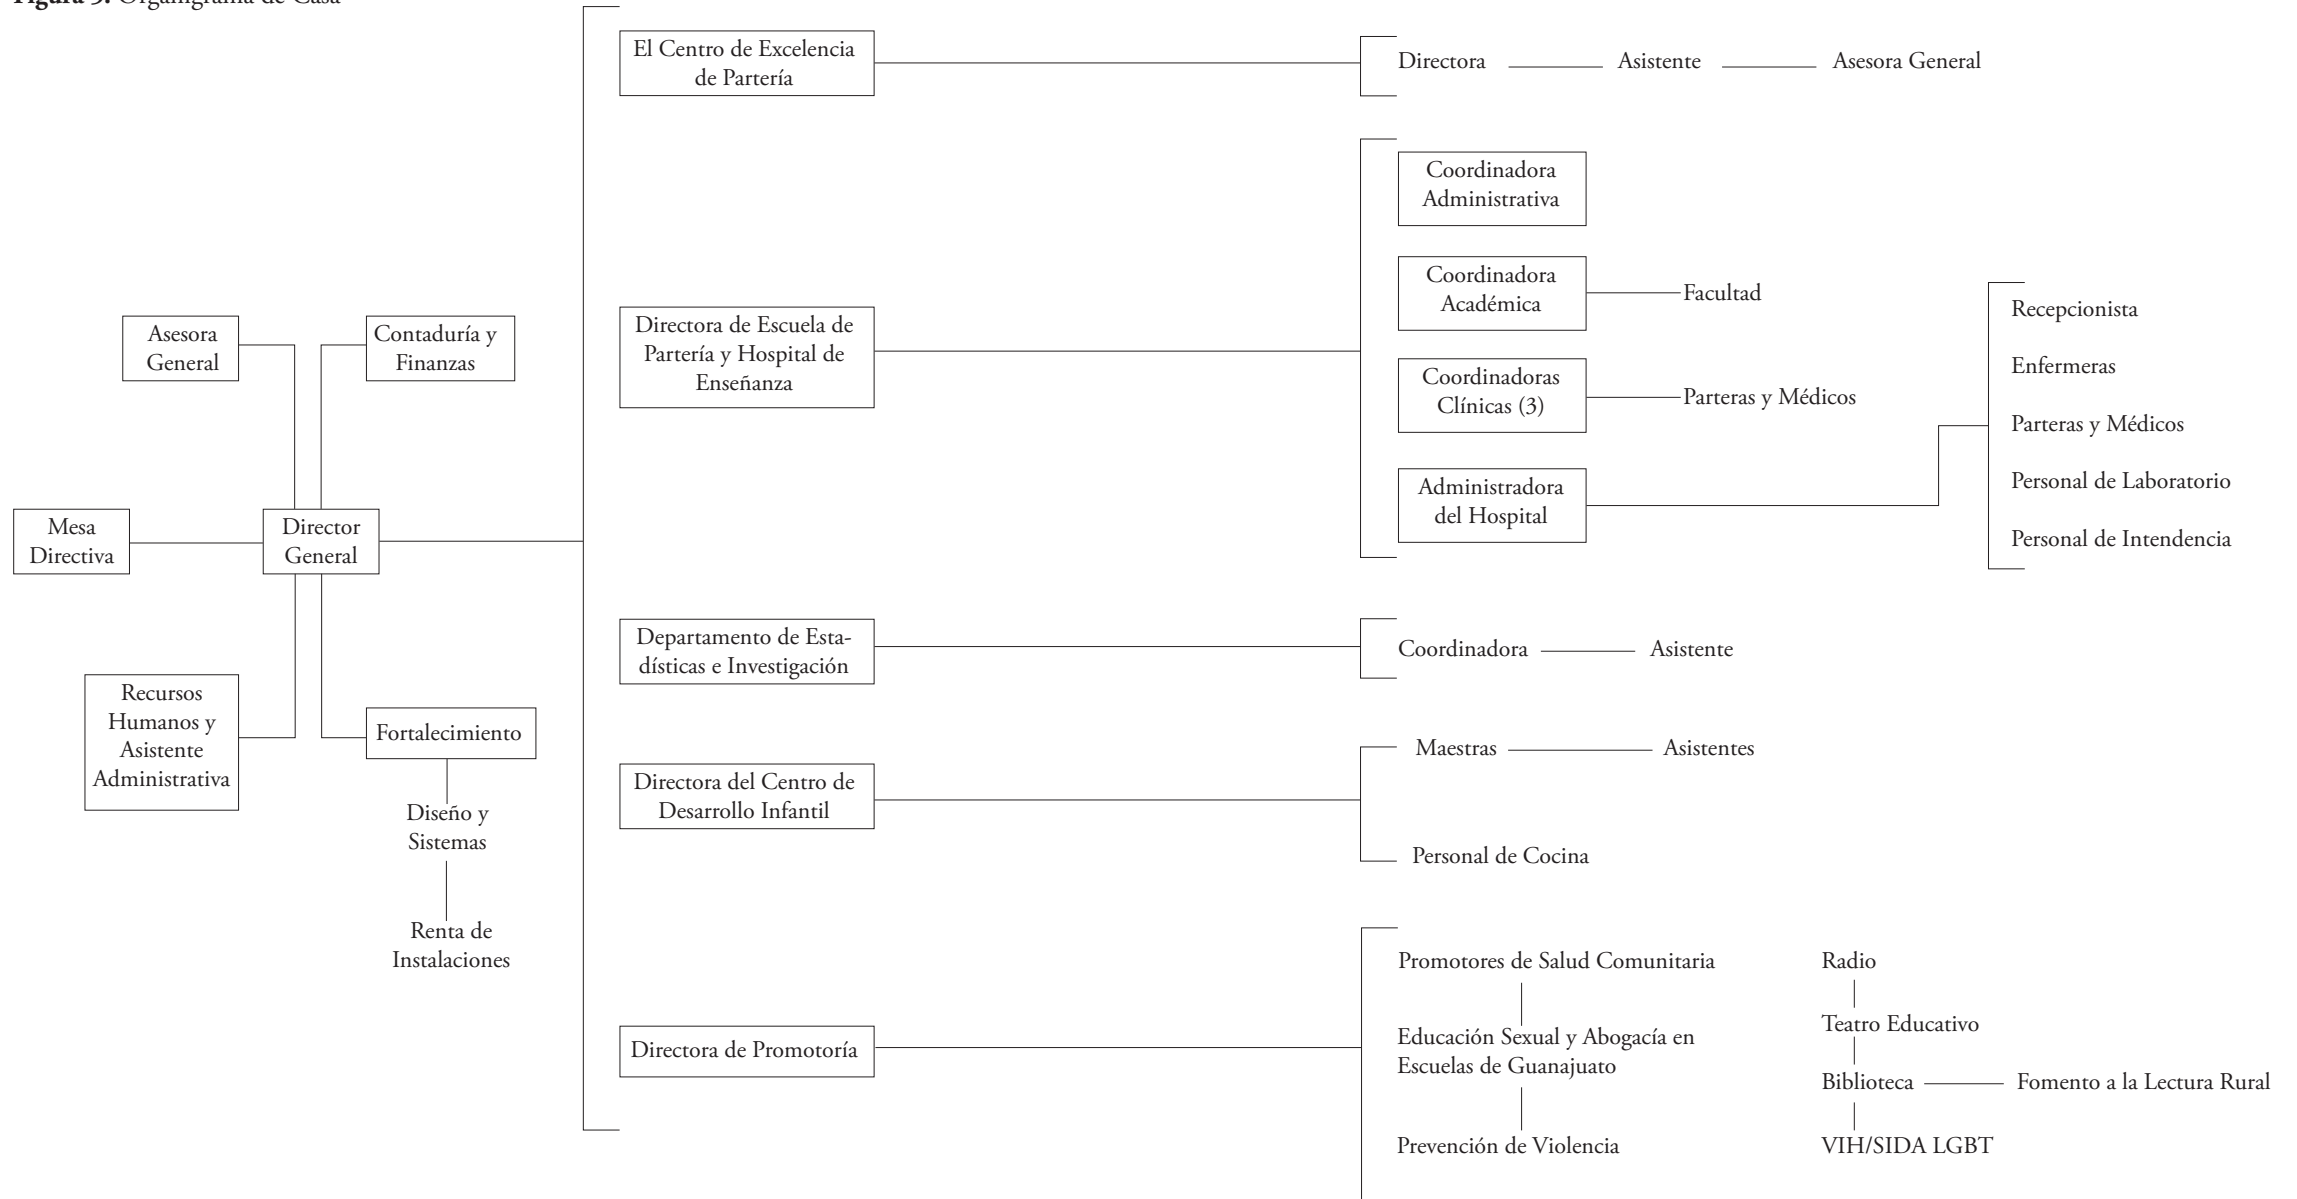 Figura 3. Organigrama de Casa
Mesa
Directiva
Asesora
General
Contaduría y
Finanzas
Director
General
Recursos
Humanos y
Asistente
Administrativa
Fortalecimiento
Diseño y
Sistemas
Renta de
Instalaciones
El Centro de Excelencia
de Partería
Directora
Asistente
Asesora General
Directora de Escuela de
Partería y Hospital de
Enseñanza
Coordinadora
Administrativa
Coordinadora
Académica
Facultad
Coordinadoras
Clínicas (3)
Parteras y Médicos
Administradora
del Hospital
Recepcionista
Enfermeras
Parteras y Médicos
Personal de Laboratorio
Personal de Intendencia
Departamento de Esta-
dísticas e Investigación
Coordinadora
Asistente
Directora del Centro de
Desarrollo Infantil
Maestras
Asistentes
Personal de Cocina
Directora de Promotoría
Promotores de Salud Comunitaria
Educación Sexual y Abogacía en
Escuelas de Guanajuato
Prevención de Violencia
Radio
Teatro Educativo
Biblioteca
Fomento a la Lectura Rural
VIH/SIDA LGBT